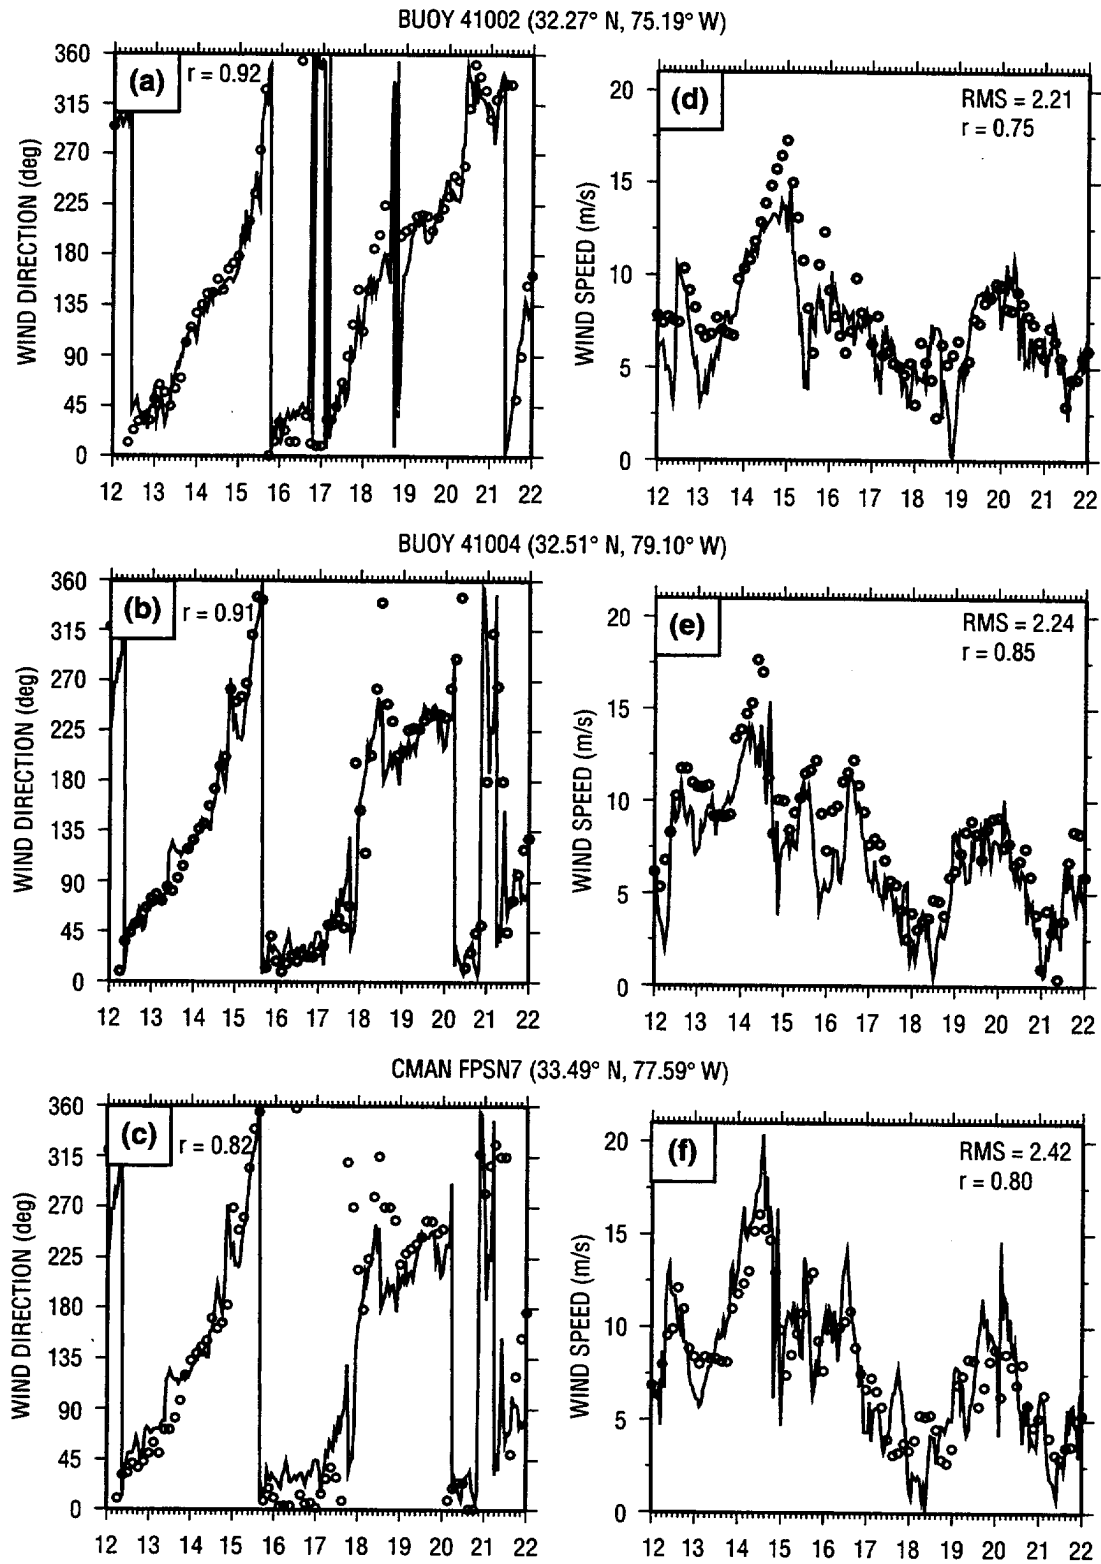 BUOY 41002 (32.27° N, 75.19° W)
(a)
r = 0.92
WIND DIRECTION (deg)
360
315
270
225
180
135
90
45
0
12 13 14 15 16 17 18 19 20 21 22
(d)
RMS = 2.21
r = 0.75
WIND SPEED (m/s)
20
15
10
5
0
12 13 14 15 16 17 18 19 20 21 22
BUOY 41004 (32.51° N, 79.10° W)
(b)
r = 0.91
WIND DIRECTION (deg)
360
315
270
225
180
135
90
45
0
12 13 14 15 16 17 18 19 20 21 22
(e)
RMS = 2.24
r = 0.85
WIND SPEED (m/s)
20
15
10
5
0
12 13 14 15 16 17 18 19 20 21 22
CMAN FPSN7 (33.49° N, 77.59° W)
(c)
r = 0.82
WIND DIRECTION (deg)
360
315
270
225
180
135
90
45
0
12 13 14 15 16 17 18 19 20 21 22
(f)
RMS = 2.42
r = 0.80
WIND SPEED (m/s)
20
15
10
5
0
12 13 14 15 16 17 18 19 20 21 22